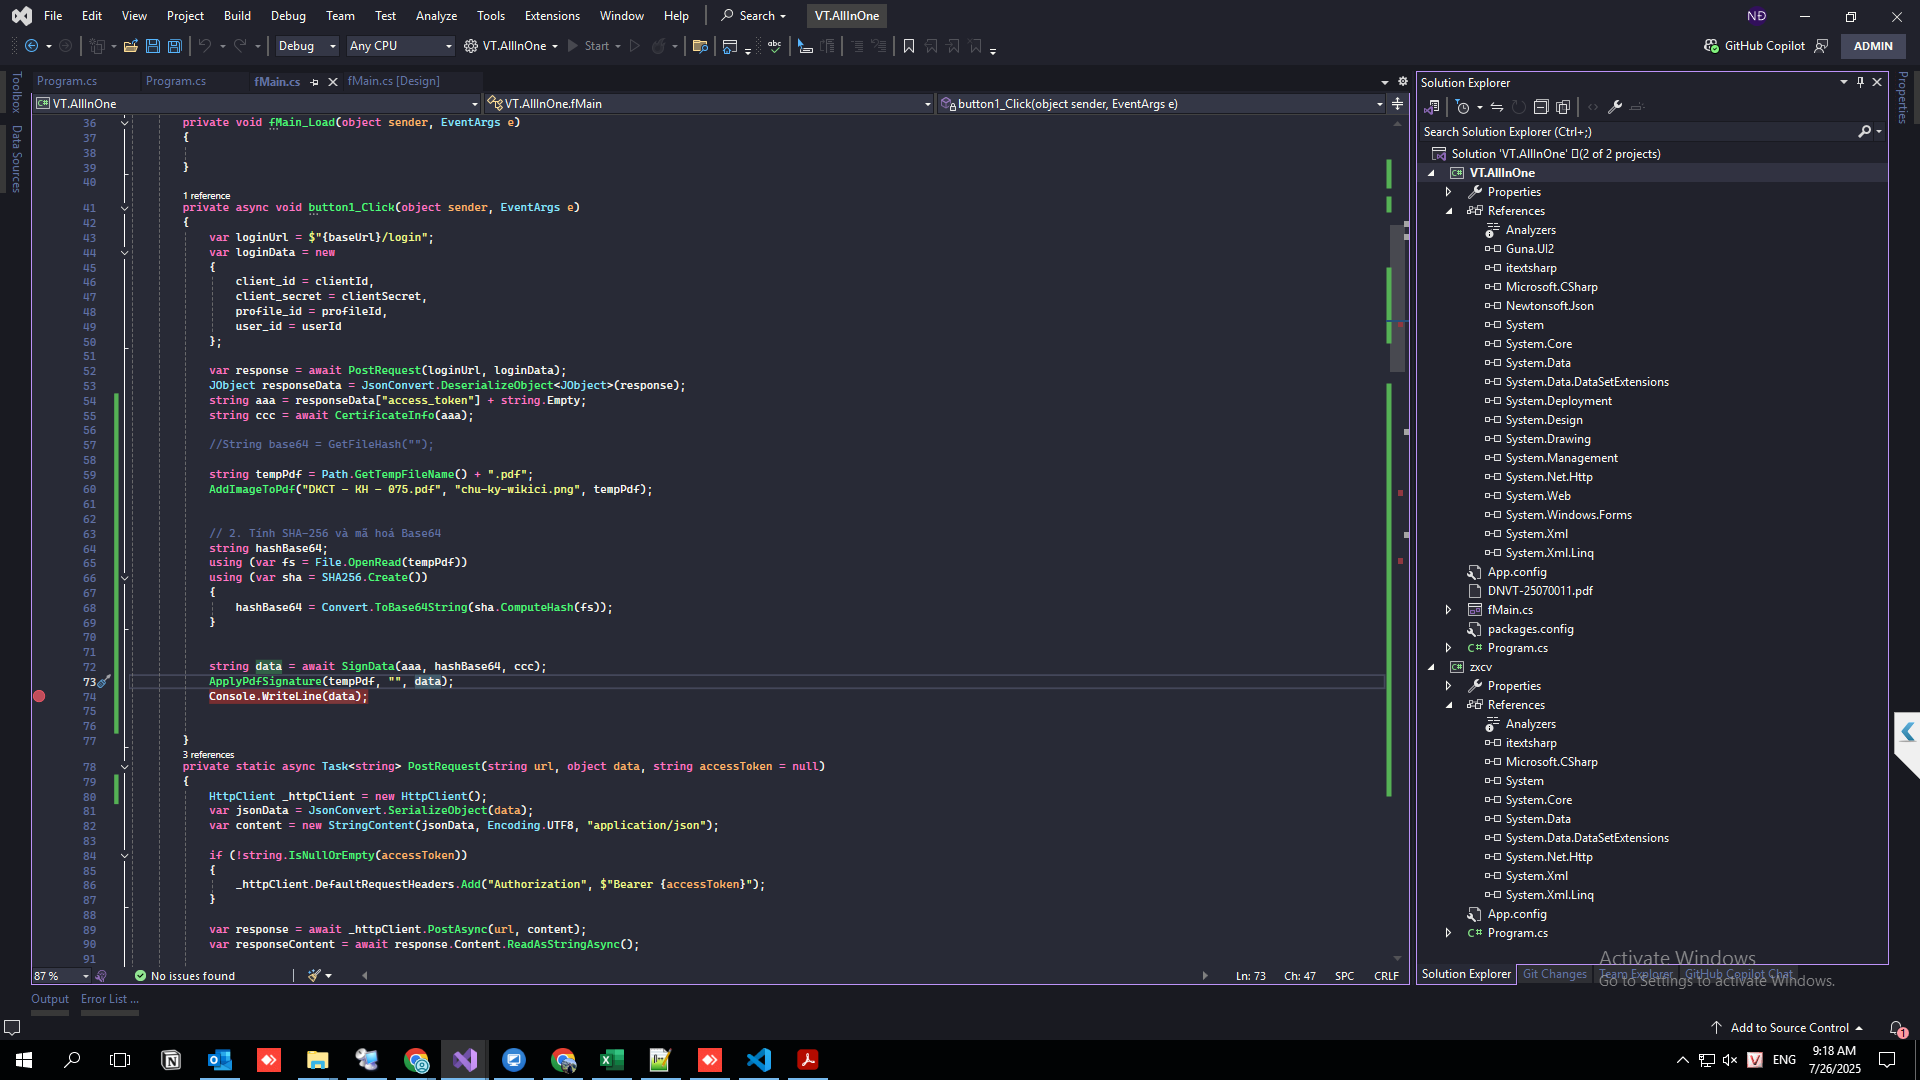 File Edit View Project Build Debug Team Test Analyze Tools Extensions Window Help Search VT.AllInOne NĐ
Debug Any CPU VT.AllInOne Start GitHub Copilot ADMIN
Program.cs Program.cs fMain.cs fMain.cs [Design]
VT.AllInOne VT.AllInOne.fMain button1_Click(object sender, EventArgs e)
Toolbox
Data Sources
36 private void fMain_Load(object sender, EventArgs e)
37 {
38
39 }
40
1 reference
41 private async void button1_Click(object sender, EventArgs e)
42 {
43 var loginUrl = $"{baseUrl}/login";
44 var loginData = new
45 {
46 client_id = clientId,
47 client_secret = clientSecret,
48 profile_id = profileId,
49 user_id = userId
50 };
51
52 var response = await PostRequest(loginUrl, loginData);
53 JObject responseData = JsonConvert.DeserializeObject<JObject>(response);
54 string aaa = responseData["access_token"] + string.Empty;
55 string ccc = await CertificateInfo(aaa);
56
57 //String base64 = GetFileHash("");
58
59 string tempPdf = Path.GetTempFileName() + ".pdf";
60 AddImageToPdf("DKCT - KH - 075.pdf", "chu-ky-wikici.png", tempPdf);
61
62
63 // 2. Tính SHA-256 và mã hoá Base64
64 string hashBase64;
65 using (var fs = File.OpenRead(tempPdf))
66 using (var sha = SHA256.Create())
67 {
68 hashBase64 = Convert.ToBase64String(sha.ComputeHash(fs));
69 }
70
71
72 string data = await SignData(aaa, hashBase64, ccc);
73 ApplyPdfSignature(tempPdf, "", data);
74 Console.WriteLine(data);
75
76
77 }
3 references
78 private static async Task<string> PostRequest(string url, object data, string accessToken = null)
79 {
80 HttpClient _httpClient = new HttpClient();
81 var jsonData = JsonConvert.SerializeObject(data);
82 var content = new StringContent(jsonData, Encoding.UTF8, "application/json");
83
84 if (!string.IsNullOrEmpty(accessToken))
85 {
86 _httpClient.DefaultRequestHeaders.Add("Authorization", $"Bearer {accessToken}");
87 }
88
89 var response = await _httpClient.PostAsync(url, content);
90 var responseContent = await response.Content.ReadAsStringAsync();
91
87 % No issues found Ln: 73 Ch: 47 SPC CRLF
Output Error List ...
Solution Explorer
Search Solution Explorer (Ctrl+;)
Solution 'VT.AllInOne' (2 of 2 projects)
VT.AllInOne
Properties
References
Analyzers
Guna.UI2
itextsharp
Microsoft.CSharp
Newtonsoft.Json
System
System.Core
System.Data
System.Data.DataSetExtensions
System.Deployment
System.Design
System.Drawing
System.Management
System.Net.Http
System.Web
System.Windows.Forms
System.Xml
System.Xml.Linq
App.config
DNVT-25070011.pdf
fMain.cs
packages.config
Program.cs
zxcv
Properties
References
Analyzers
itextsharp
Microsoft.CSharp
System
System.Core
System.Data
System.Data.DataSetExtensions
System.Net.Http
System.Xml
System.Xml.Linq
App.config
Program.cs
Solution Explorer Git Changes Team Explorer GitHub Copilot Chat
Properties
Activate Windows
Go to Settings to activate Windows.
Add to Source Control 1
ENG 9:18 AM
7/26/2025